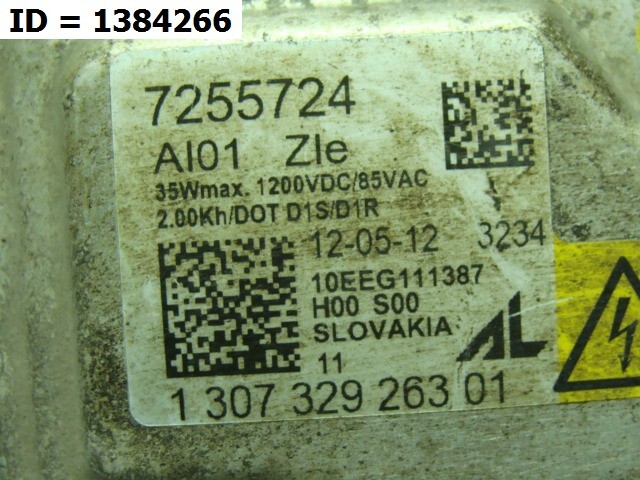 ID = 1384266
7255724
AI01 Zle
35Wmax. 1200VDC/85VAC
2.00Kh/DOT D1S/D1R
12-05-12 3234
10EEG111387
H00 S00
SLOVAKIA
AL
11
1 307 329 263 01